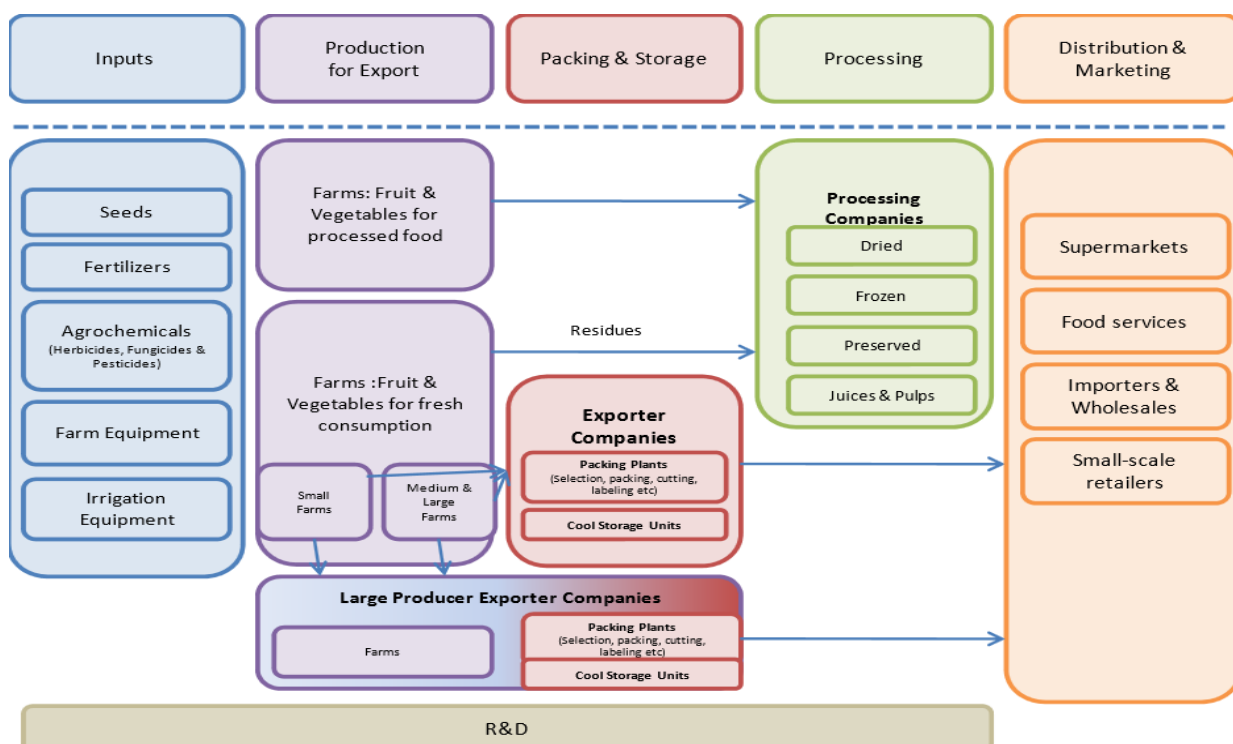 Inputs
Production
for Export
Packing & Storage
Processing
Distribution &
Marketing
Seeds
Fertilizers
Agrochemicals
(Herbicides, Fungicides &
Pesticides)
Farm Equipment
Irrigation
Equipment
Farms: Fruit &
Vegetables for
processed food
Farms :Fruit &
Vegetables for fresh
consumption
Small
Farms
Medium &
Large
Farms
Residues
Exporter
Companies
Packing Plants
(Selection, packing, cutting,
labeling etc)
Cool Storage Units
Large Producer Exporter Companies
Farms
Packing Plants
(Selection, packing, cutting,
labeling etc)
Cool Storage Units
Processing
Companies
Dried
Frozen
Preserved
Juices & Pulps
Supermarkets
Food services
Importers &
Wholesales
Small-scale
retailers
R&D